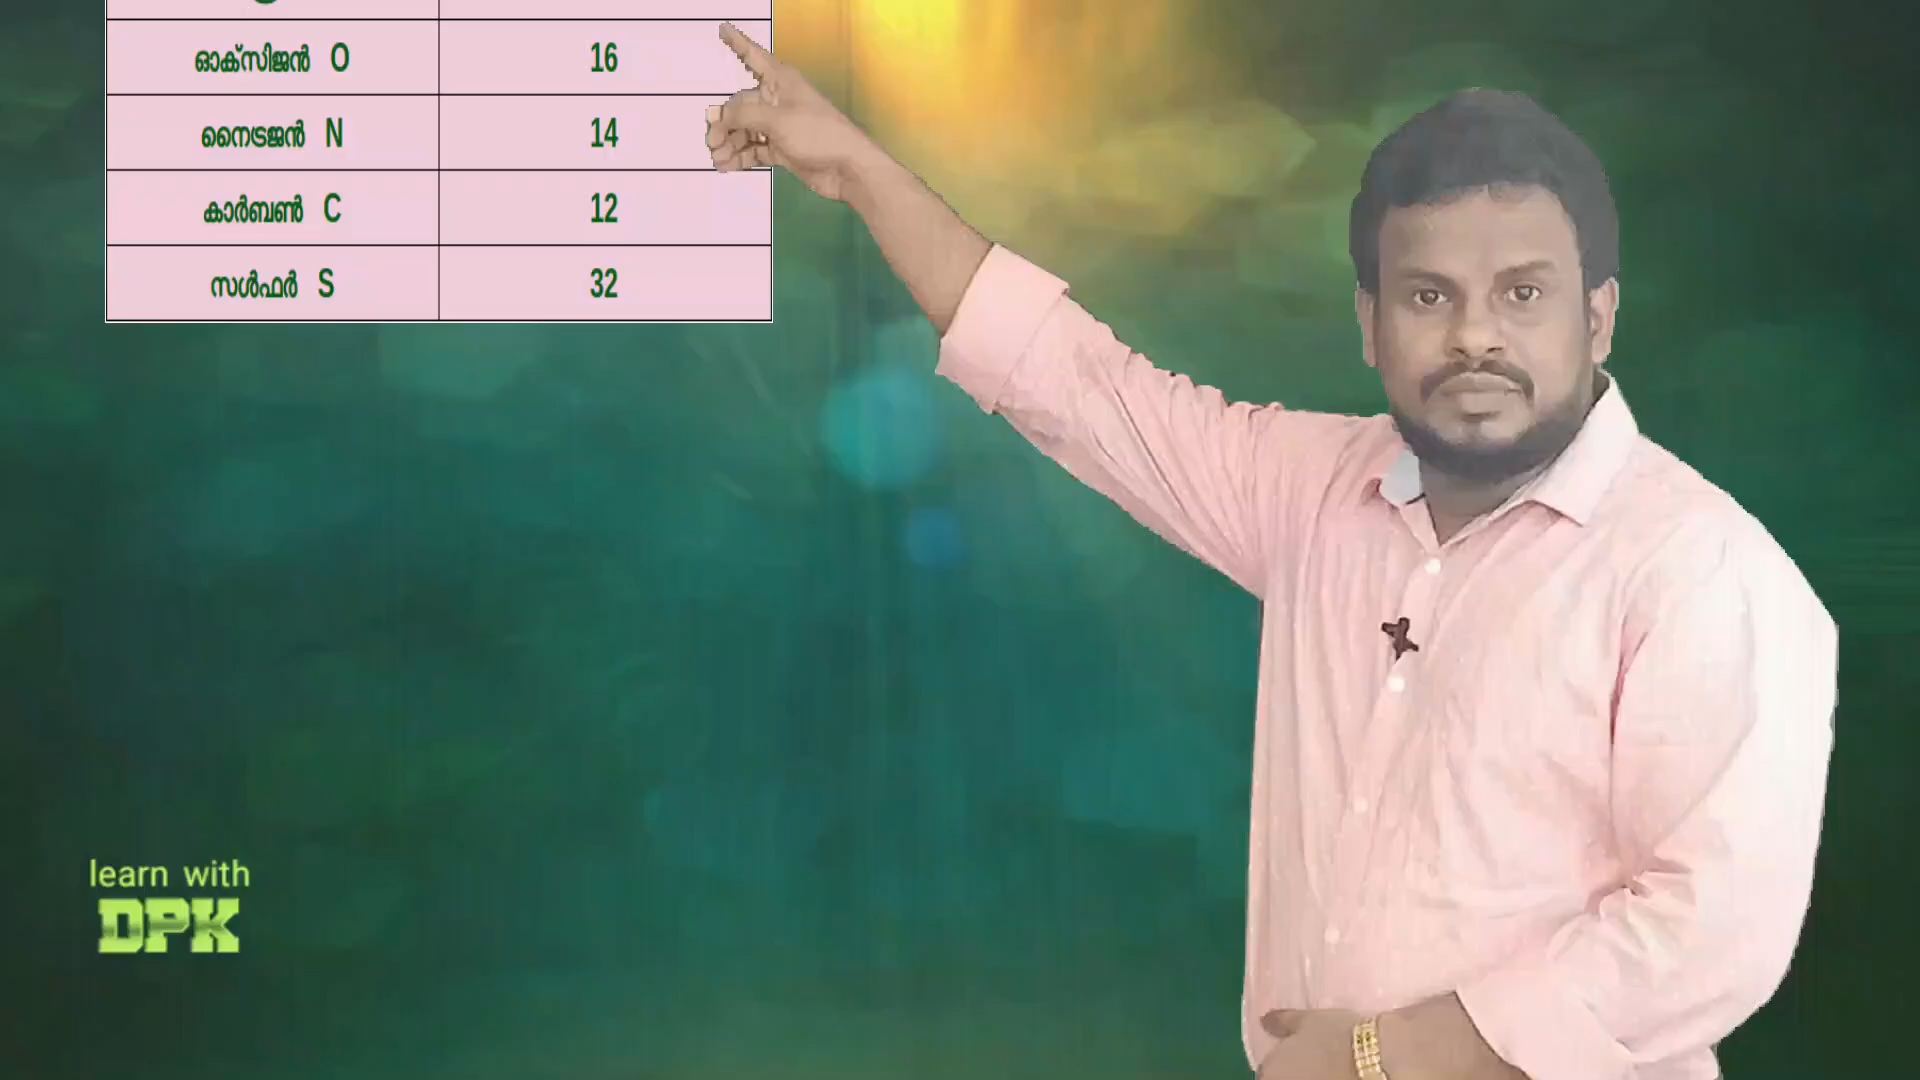 ഓക്സിജൻ O 16
നൈട്രജൻ N 14
കാർബൺ C 12
സൾഫർ S 32
learn with
DPK